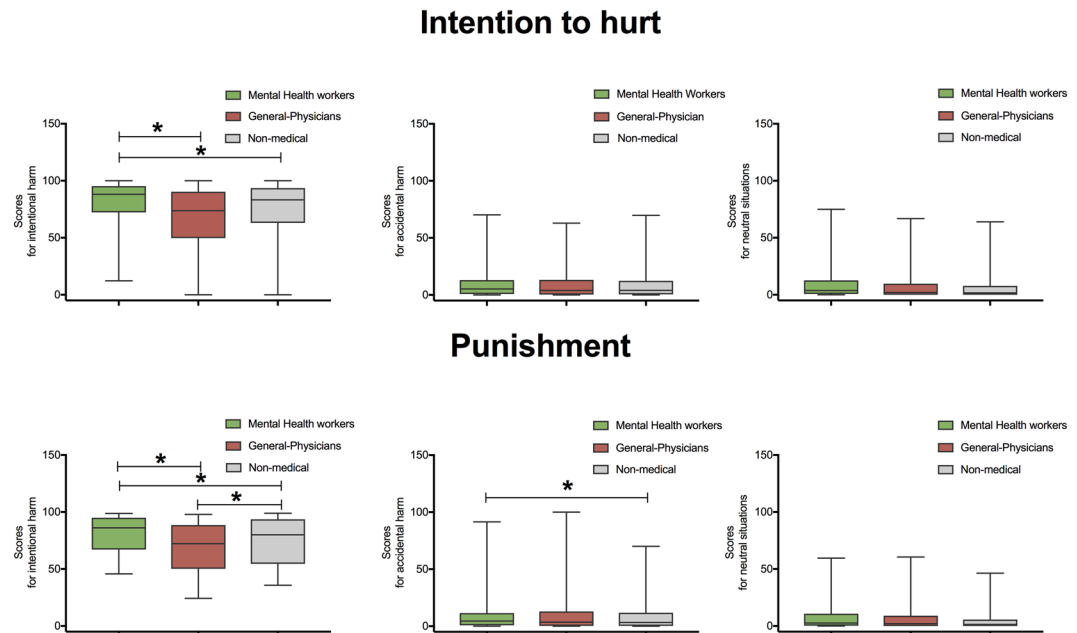 Intention to hurt
Mental Health workers
General-Physicians
Non-medical
150
100
50
0
Scores
for intentional harm
*
*
Mental Health Workers
General-Physician
Non-medical
150
100
50
0
Scores
for accidental harm
Mental Health workers
General-Physicians
Non-medical
150
100
50
0
Scores
for neutral situations
Punishment
Mental Health workers
General-Physicians
Non-medical
150
100
50
0
Scores
for intentional harm
*
*
*
Mental Health workers
General-Physicians
Non-medical
150
100
50
0
Scores
for accidental harm
*
Mental Health workers
General-Physicians
Non-medical
150
100
50
0
Scores
for neutral situations